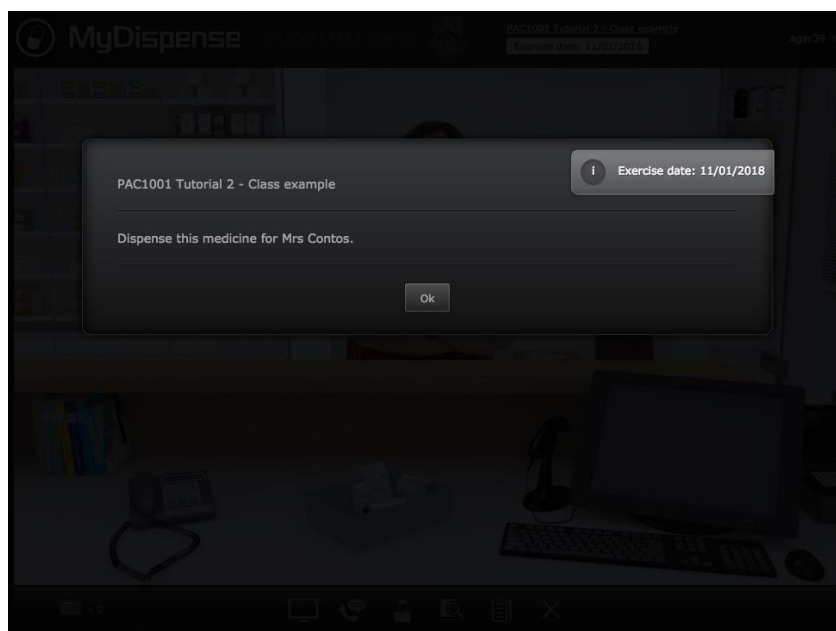 MyDispense
PAC1001 Tutorial 2 - Class example
Exercise date: 11/01/2018
agar39
Exercise date: 11/01/2018
PAC1001 Tutorial 2 - Class example
Dispense this medicine for Mrs Contos.
Ok